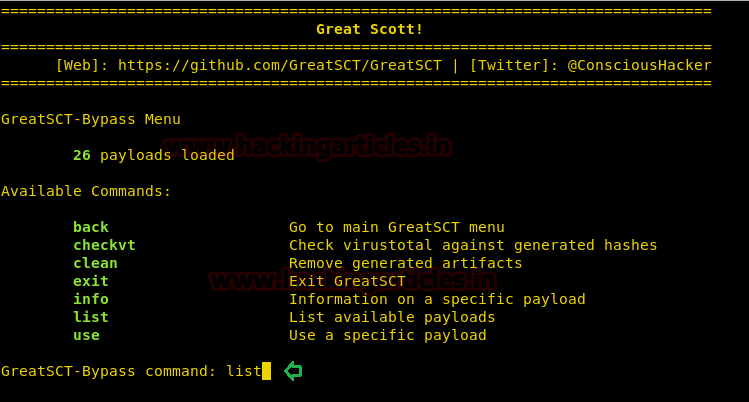 ===============================================================================
Great Scott!
===============================================================================
[Web]: https://github.com/GreatSCT/GreatSCT | [Twitter]: @ConsciousHacker
===============================================================================
GreatSCT-Bypass Menu
www.hackingarticles.in
26 payloads loaded
Available Commands:
back Go to main GreatSCT menu
checkvt Check virustotal against generated hashes
clean Remove generated artifacts
www.hackingarticles.in
exit Exit GreatSCT
info Information on a specific payload
list List available payloads
use Use a specific payload
GreatSCT-Bypass command: list